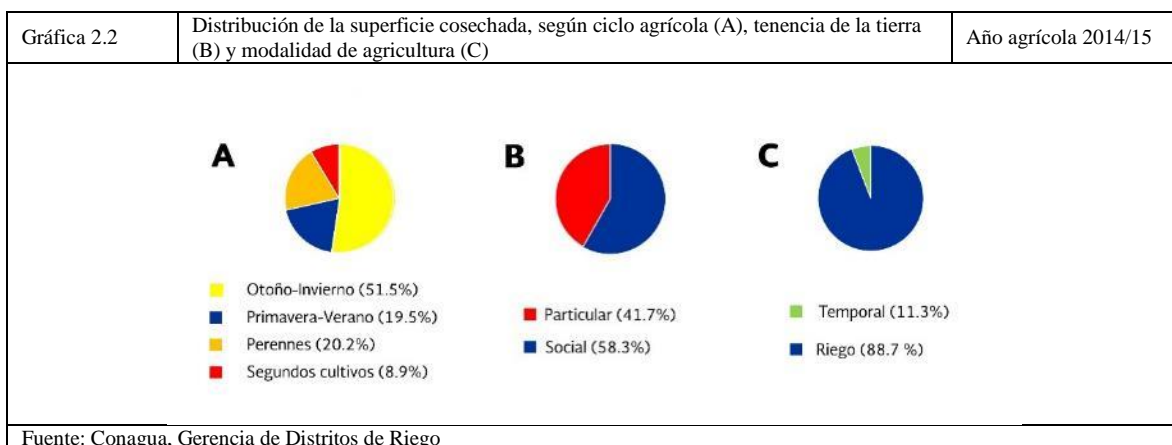 Gráfica 2.2
Distribución de la superficie cosechada, según ciclo agrícola (A), tenencia de la tierra
(B) y modalidad de agricultura (C)
Año agrícola 2014/15
A
Otoño-Invierno (51.5%)
Primavera-Verano (19.5%)
Perennes (20.2%)
Segundos cultivos (8.9%)
B
Particular (41.7%)
Social (58.3%)
C
Temporal (11.3%)
Riego (88.7 %)
Fuente: Conagua, Gerencia de Distritos de Riego